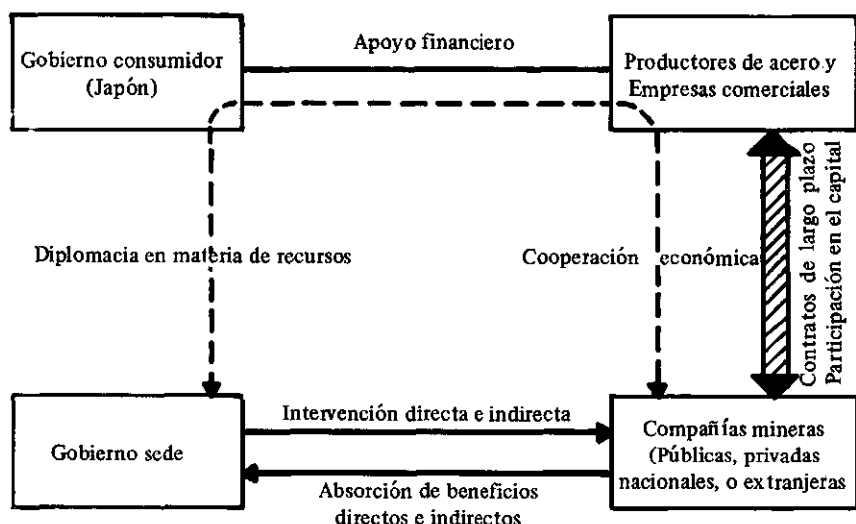 Apoyo financiero
Gobierno consumidor
(Japón)
Productores de acero y
Empresas comerciales
Diplomacia en materia de recursos
Cooperación económica
Contratos de largo plazo
Participación en el capital
Intervención directa e indirecta
Gobierno sede
Compañías mineras
(Públicas, privadas
nacionales, o extranjeras
Absorción de beneficios
directos e indirectos